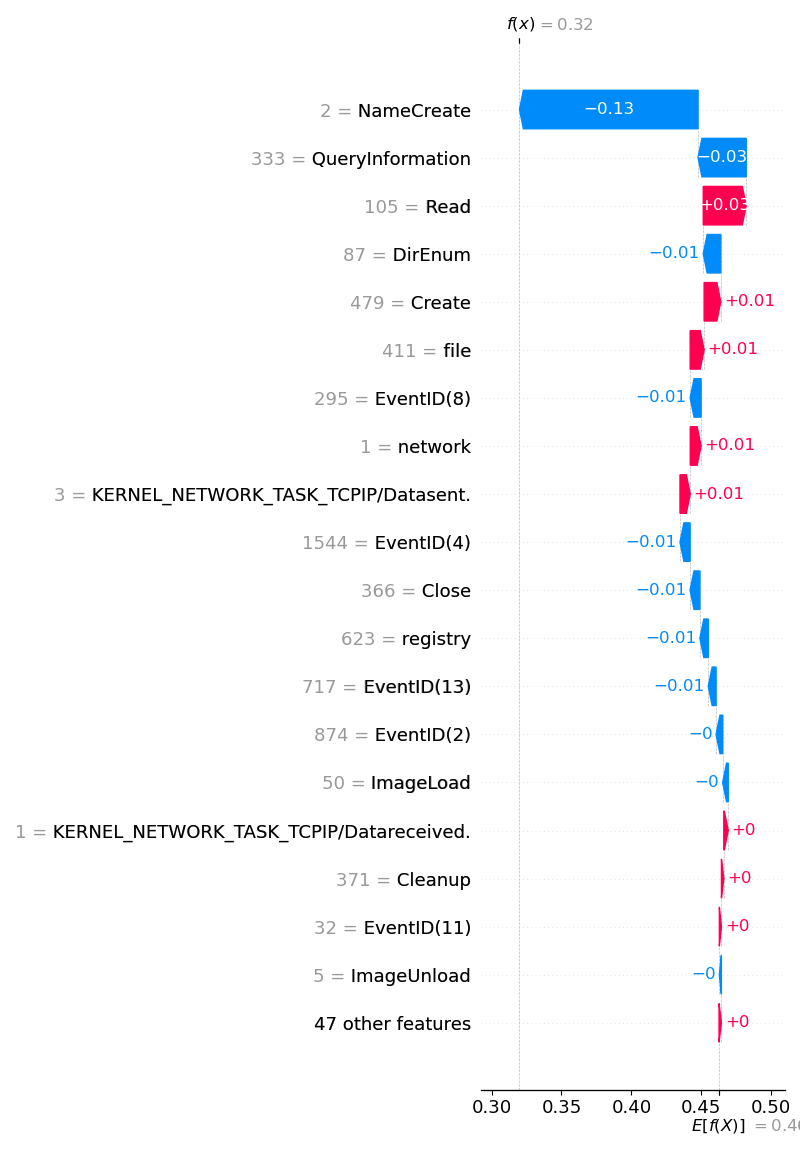 f(x) = 0.32
2 = NameCreate −0.13
333 = QueryInformation −0.03
105 = Read +0.03
87 = DirEnum −0.01
479 = Create +0.01
411 = file +0.01
295 = EventID(8) −0.01
1 = network +0.01
3 = KERNEL_NETWORK_TASK_TCPIP/Datasent. +0.01
1544 = EventID(4) −0.01
366 = Close −0.01
623 = registry −0.01
717 = EventID(13) −0.01
874 = EventID(2) −0
50 = ImageLoad −0
1 = KERNEL_NETWORK_TASK_TCPIP/Datareceived. +0
371 = Cleanup +0
32 = EventID(11) +0
5 = ImageUnload −0
47 other features +0
0.30 0.35 0.40 0.45 0.50
E[f(X)] =